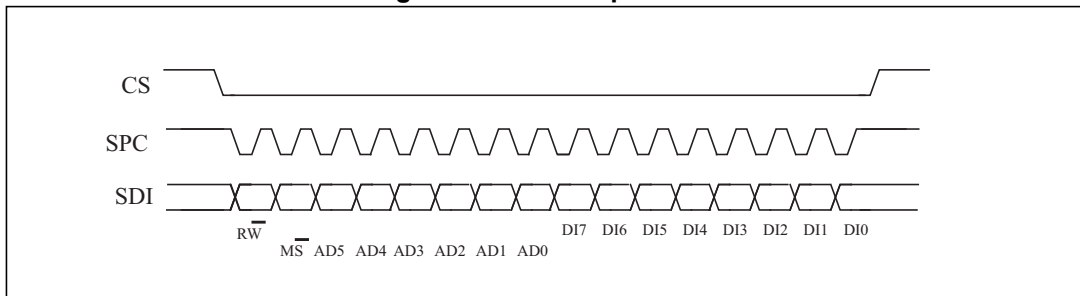 CS
SPC
SDI
RW
DI7 DI6 DI5 DI4 DI3 DI2 DI1 DI0
MS AD5 AD4 AD3 AD2 AD1 AD0